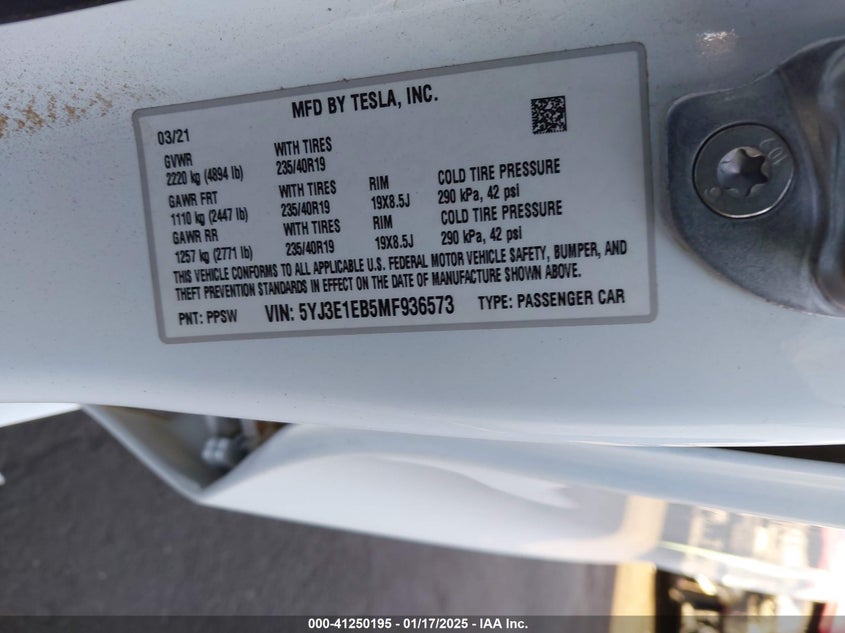 MFD BY TESLA, INC.
03/21
GVWR WITH TIRES
2220 kg (4894 lb) 235/40R19
GAWR FRT WITH TIRES RIM COLD TIRE PRESSURE
1110 kg (2447 lb) 235/40R19 19X8.5J 290 kPa, 42 psi
GAWR RR WITH TIRES RIM COLD TIRE PRESSURE
1257 kg (2771 lb) 235/40R19 19X8.5J 290 kPa, 42 psi
THIS VEHICLE CONFORMS TO ALL APPLICABLE U.S. FEDERAL MOTOR VEHICLE SAFETY, BUMPER, AND
THEFT PREVENTION STANDARDS IN EFFECT ON THE DATE OF MANUFACTURE SHOWN ABOVE.
PNT: PPSW VIN: 5YJ3E1EB5MF936573 TYPE: PASSENGER CAR
000-41250195 - 01/17/2025 - IAA Inc.